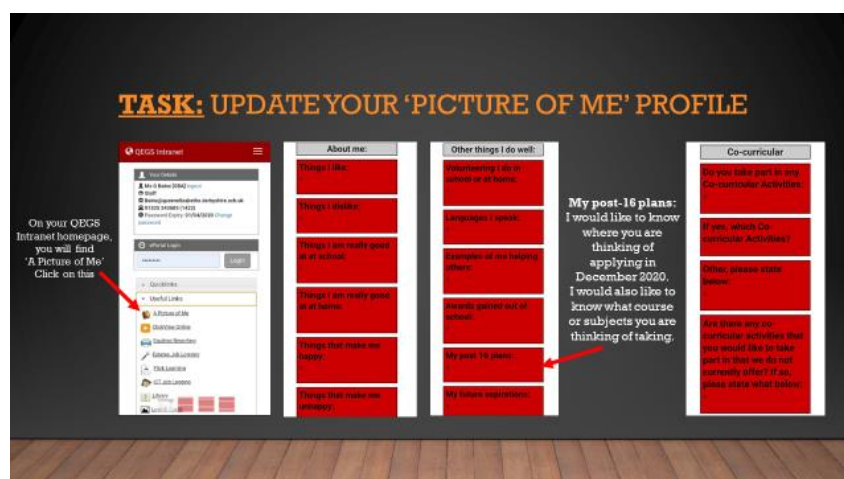 TASK: UPDATE YOUR 'PICTURE OF ME' PROFILE
On your QEGS
Intranet homepage,
you will find
'A Picture of Me'
Click on this
QEGS Intranet
Your Details
Staff
Password Expiry:
Change
password
ePortal Login
Login
Quicklinks
Useful Links
A Picture of Me
Library
About me:
Things I like:
Things I dislike:
Things I am really good
at at school:
Things I am really good
at at home:
Things that make me
happy:
Things that make me
unhappy:
Other things I do well:
Volunteering I do at
school or at home:
Languages I speak:
Examples of me helping
others:
Awards gained out of
school:
My post 16 plans:
My future aspirations:
My post-16 plans:
I would like to know
where you are
thinking of
applying in
December 2020.
I would also like to
know what course
or subjects you are
thinking of taking.
Co-curricular
Do you take part in any
Co-curricular Activities:
If yes, which Co-
curricular Activities?
Other, please state
below:
Are there any co-
curricular activities that
you would like to take
part in that we do not
currently offer? If so,
please state what below: